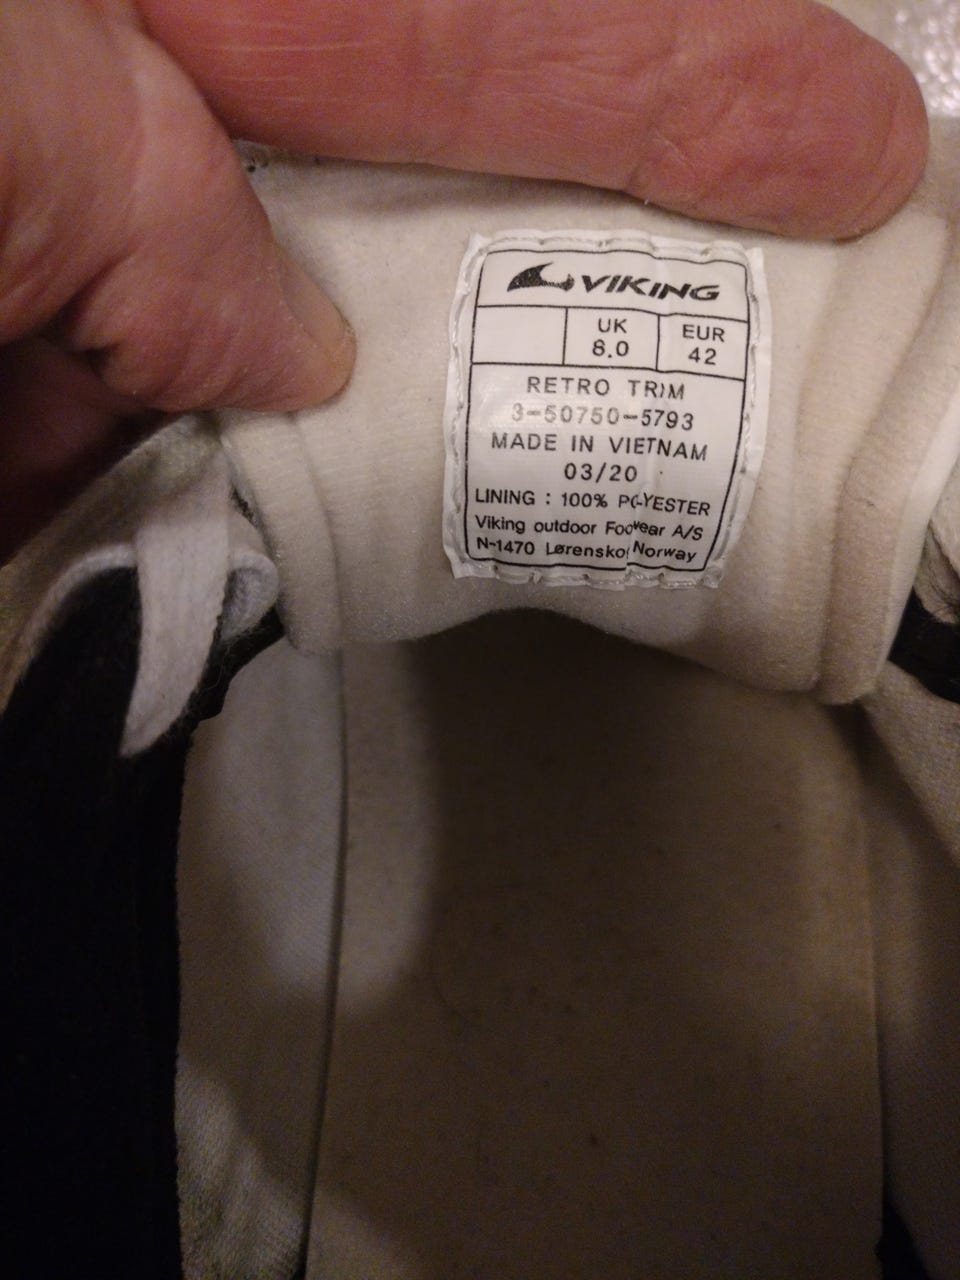 VIKING
UK EUR
8.0 42
RETRO TRIM
3-50750-5793
MADE IN VIETNAM
03/20
LINING : 100% POLYESTER
Viking outdoor Footwear A/S
N-1470 Lørenskog Norway